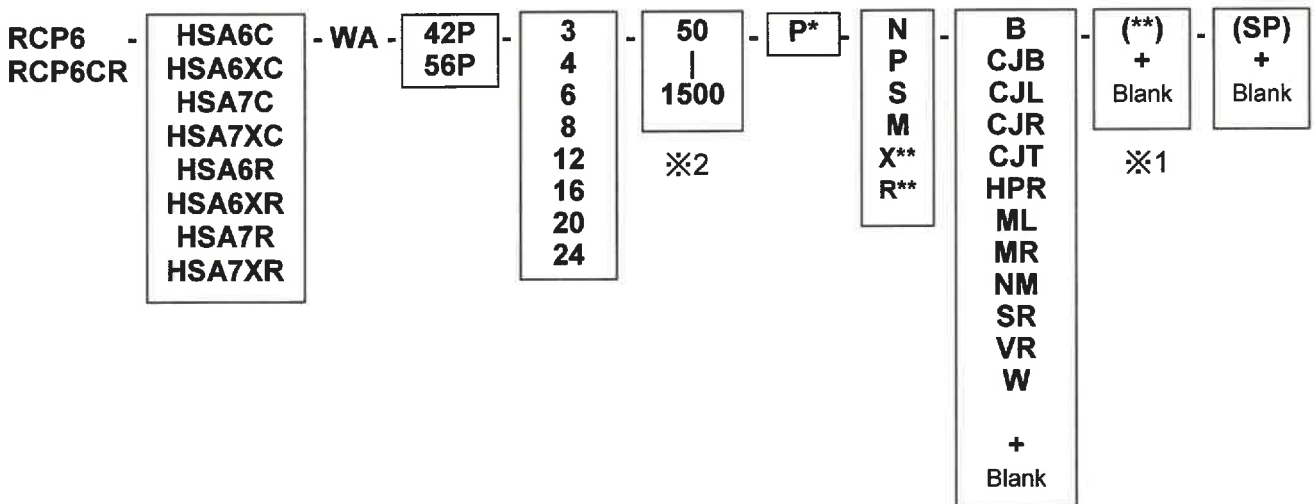 RCP6 - HSA6C - WA - 42P - 3 - 50 - P* - N - B - (**) - (SP)
RCP6CR HSA6XC 56P 4 | P CJB + +
HSA7C 6 1500 S CJL Blank Blank
HSA7XC 8 M CJR
HSA6R 12 ※2 X** CJT ※1
HSA6XR 16 R** HPR
HSA7R 20 ML
HSA7XR 24 MR
NM
SR
VR
W
+
Blank